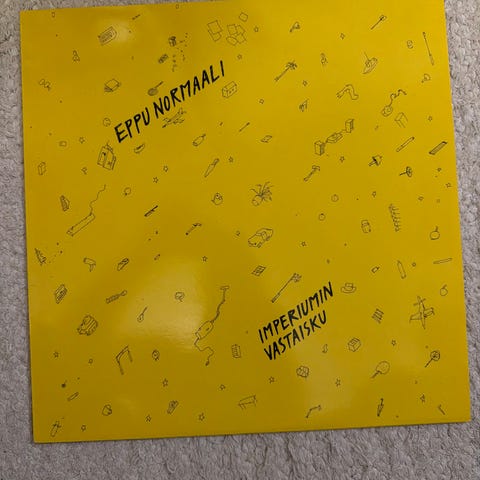 EPPU NORMAALI
IMPERIUMIN
VASTAISKU